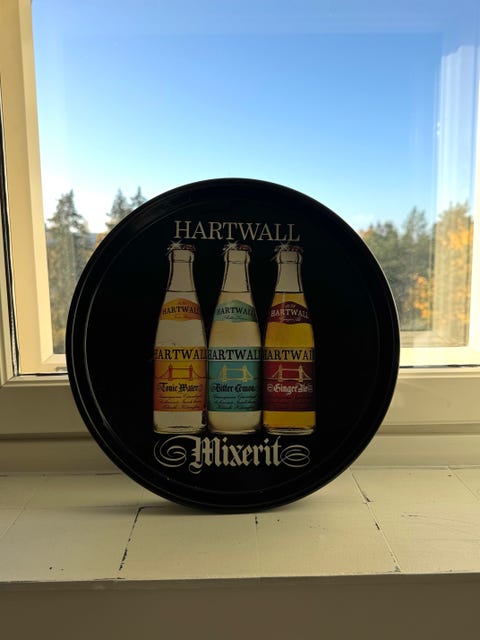 HARTWALL
HARTWALL
HARTWALL
HARTWALL
HARTWALL
HARTWALL
HARTWALL
Tonic Water
Bitter Lemon
Ginger Ale
Mixerit